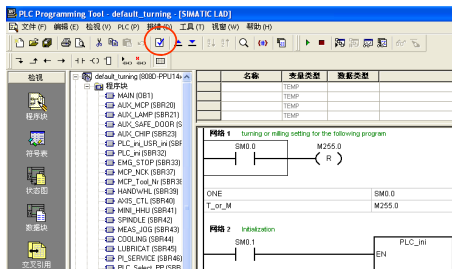 PLC Programming Tool - default_turning - [SIMATIC LAD]
文件 (F) 编辑 (E) 检视 (V) PLC (P) 排错 (D) 工具 (T) 视窗 (W) 帮助 (H)
检视
程序块
符号表
状态图
数据块
交叉引用
default_turning (808D-PPU14x
程序块
MAIN (OB1)
AUX_MCP (SBR20)
AUX_LAMP (SBR21)
AUX_SAFE_DOOR (S
AUX_CHIP (SBR23)
PLC_ini_USR_ini (SBF
PLC_ini (SBR32)
EMG_STOP (SBR33)
MCP_NCK (SBR37)
MCP_Tool_Nr (SBR38
HANDWHL (SBR39)
AXIS_CTL (SBR40)
MINI_HHU (SBR41)
SPINDLE (SBR42)
MEAS_JOG (SBR43)
COOLING (SBR44)
LUBRICAT (SBR45)
PI_SERVICE (SBR46)
PLC_Select_PP (SBR
名称 变量类型 数据类型
TEMP
TEMP
TEMP
TEMP
网络 1 turning or milling setting for the following program
SM0.0 M255.0
R
ONE SM0.0
T_or_M M255.0
网络 2 Initialization
SM0.1 PLC_ini
EN